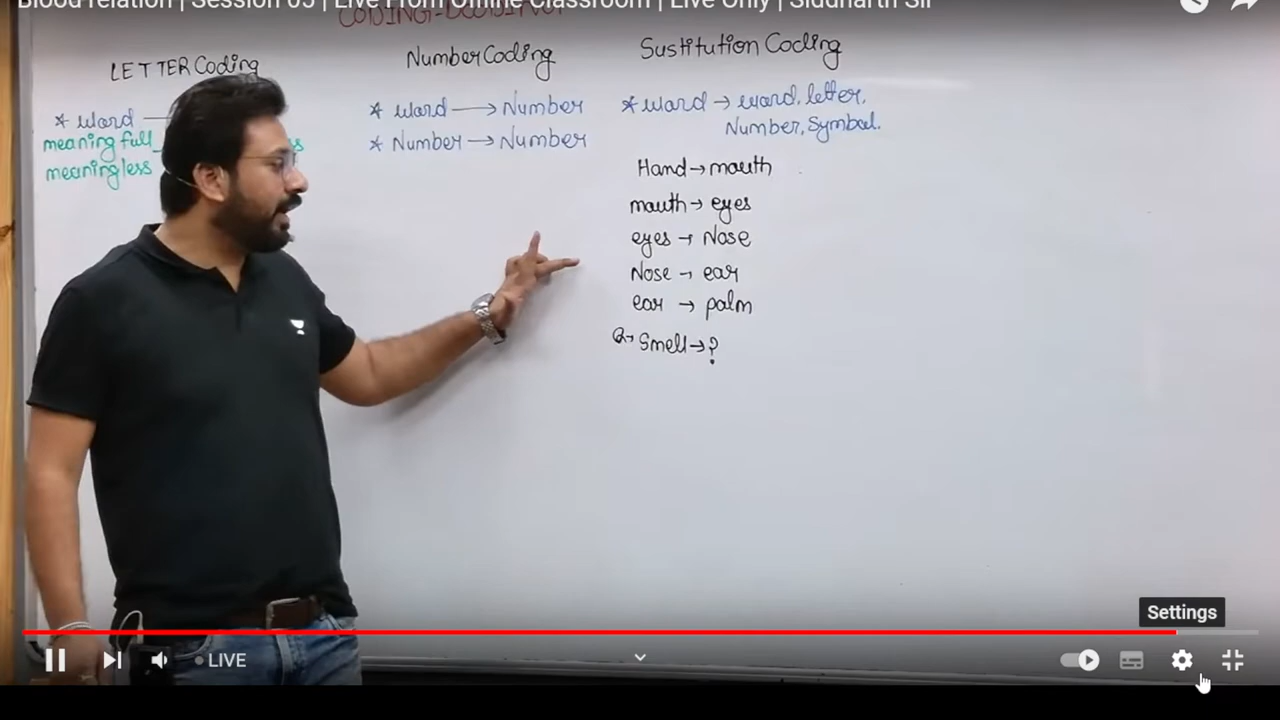 Blood relation | Session 05 | Live From Offline Classroom | Live Only | Siddharth Sir
CODING-DECODING
LETTER Coding
* Word
meaning full
meaningless
Number Coding
* Word → Number
* Number → Number
Sustitution Coding
* Word → word, letter,
Number, Symbol.
Hand → mouth
mouth → eyes
eyes → Nose
Nose → ear
ear → palm
Q→ Smell → ?
Settings
LIVE